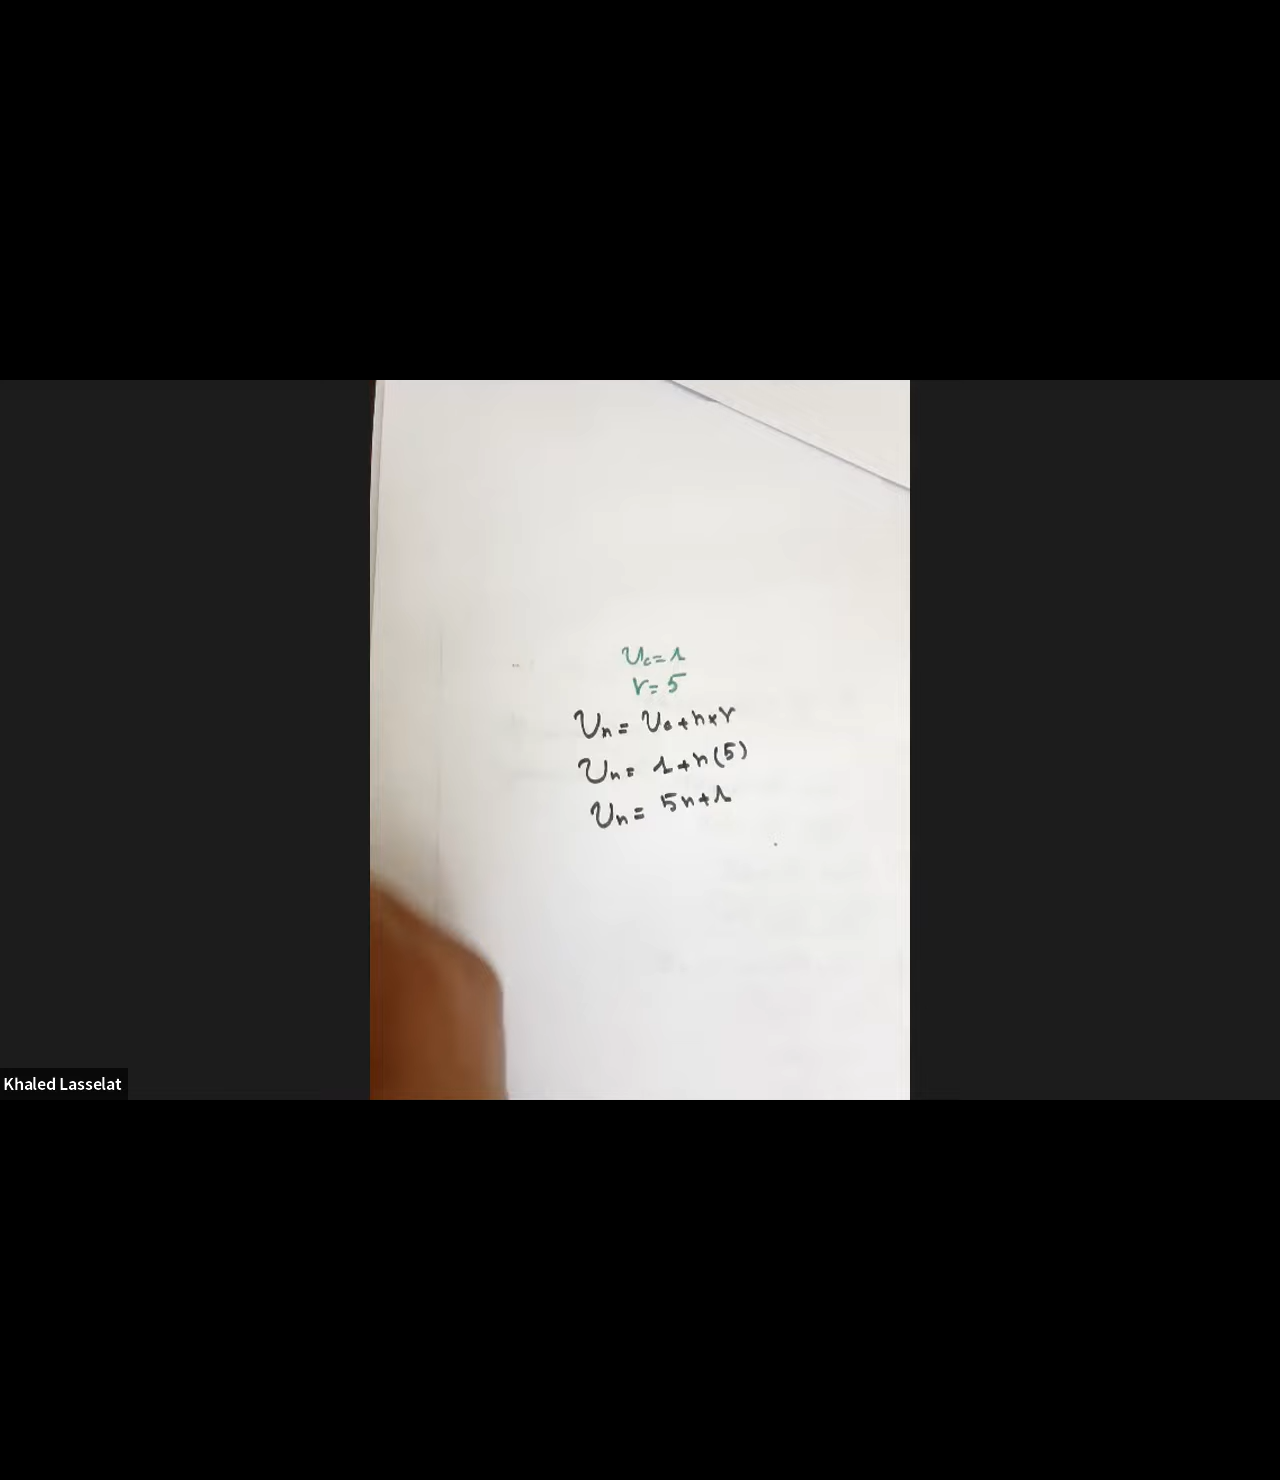 U₀=1
r=5
Uₙ = U₀+n×r
Uₙ = 1+n(5)
Uₙ = 5n+1
Khaled Lasselat